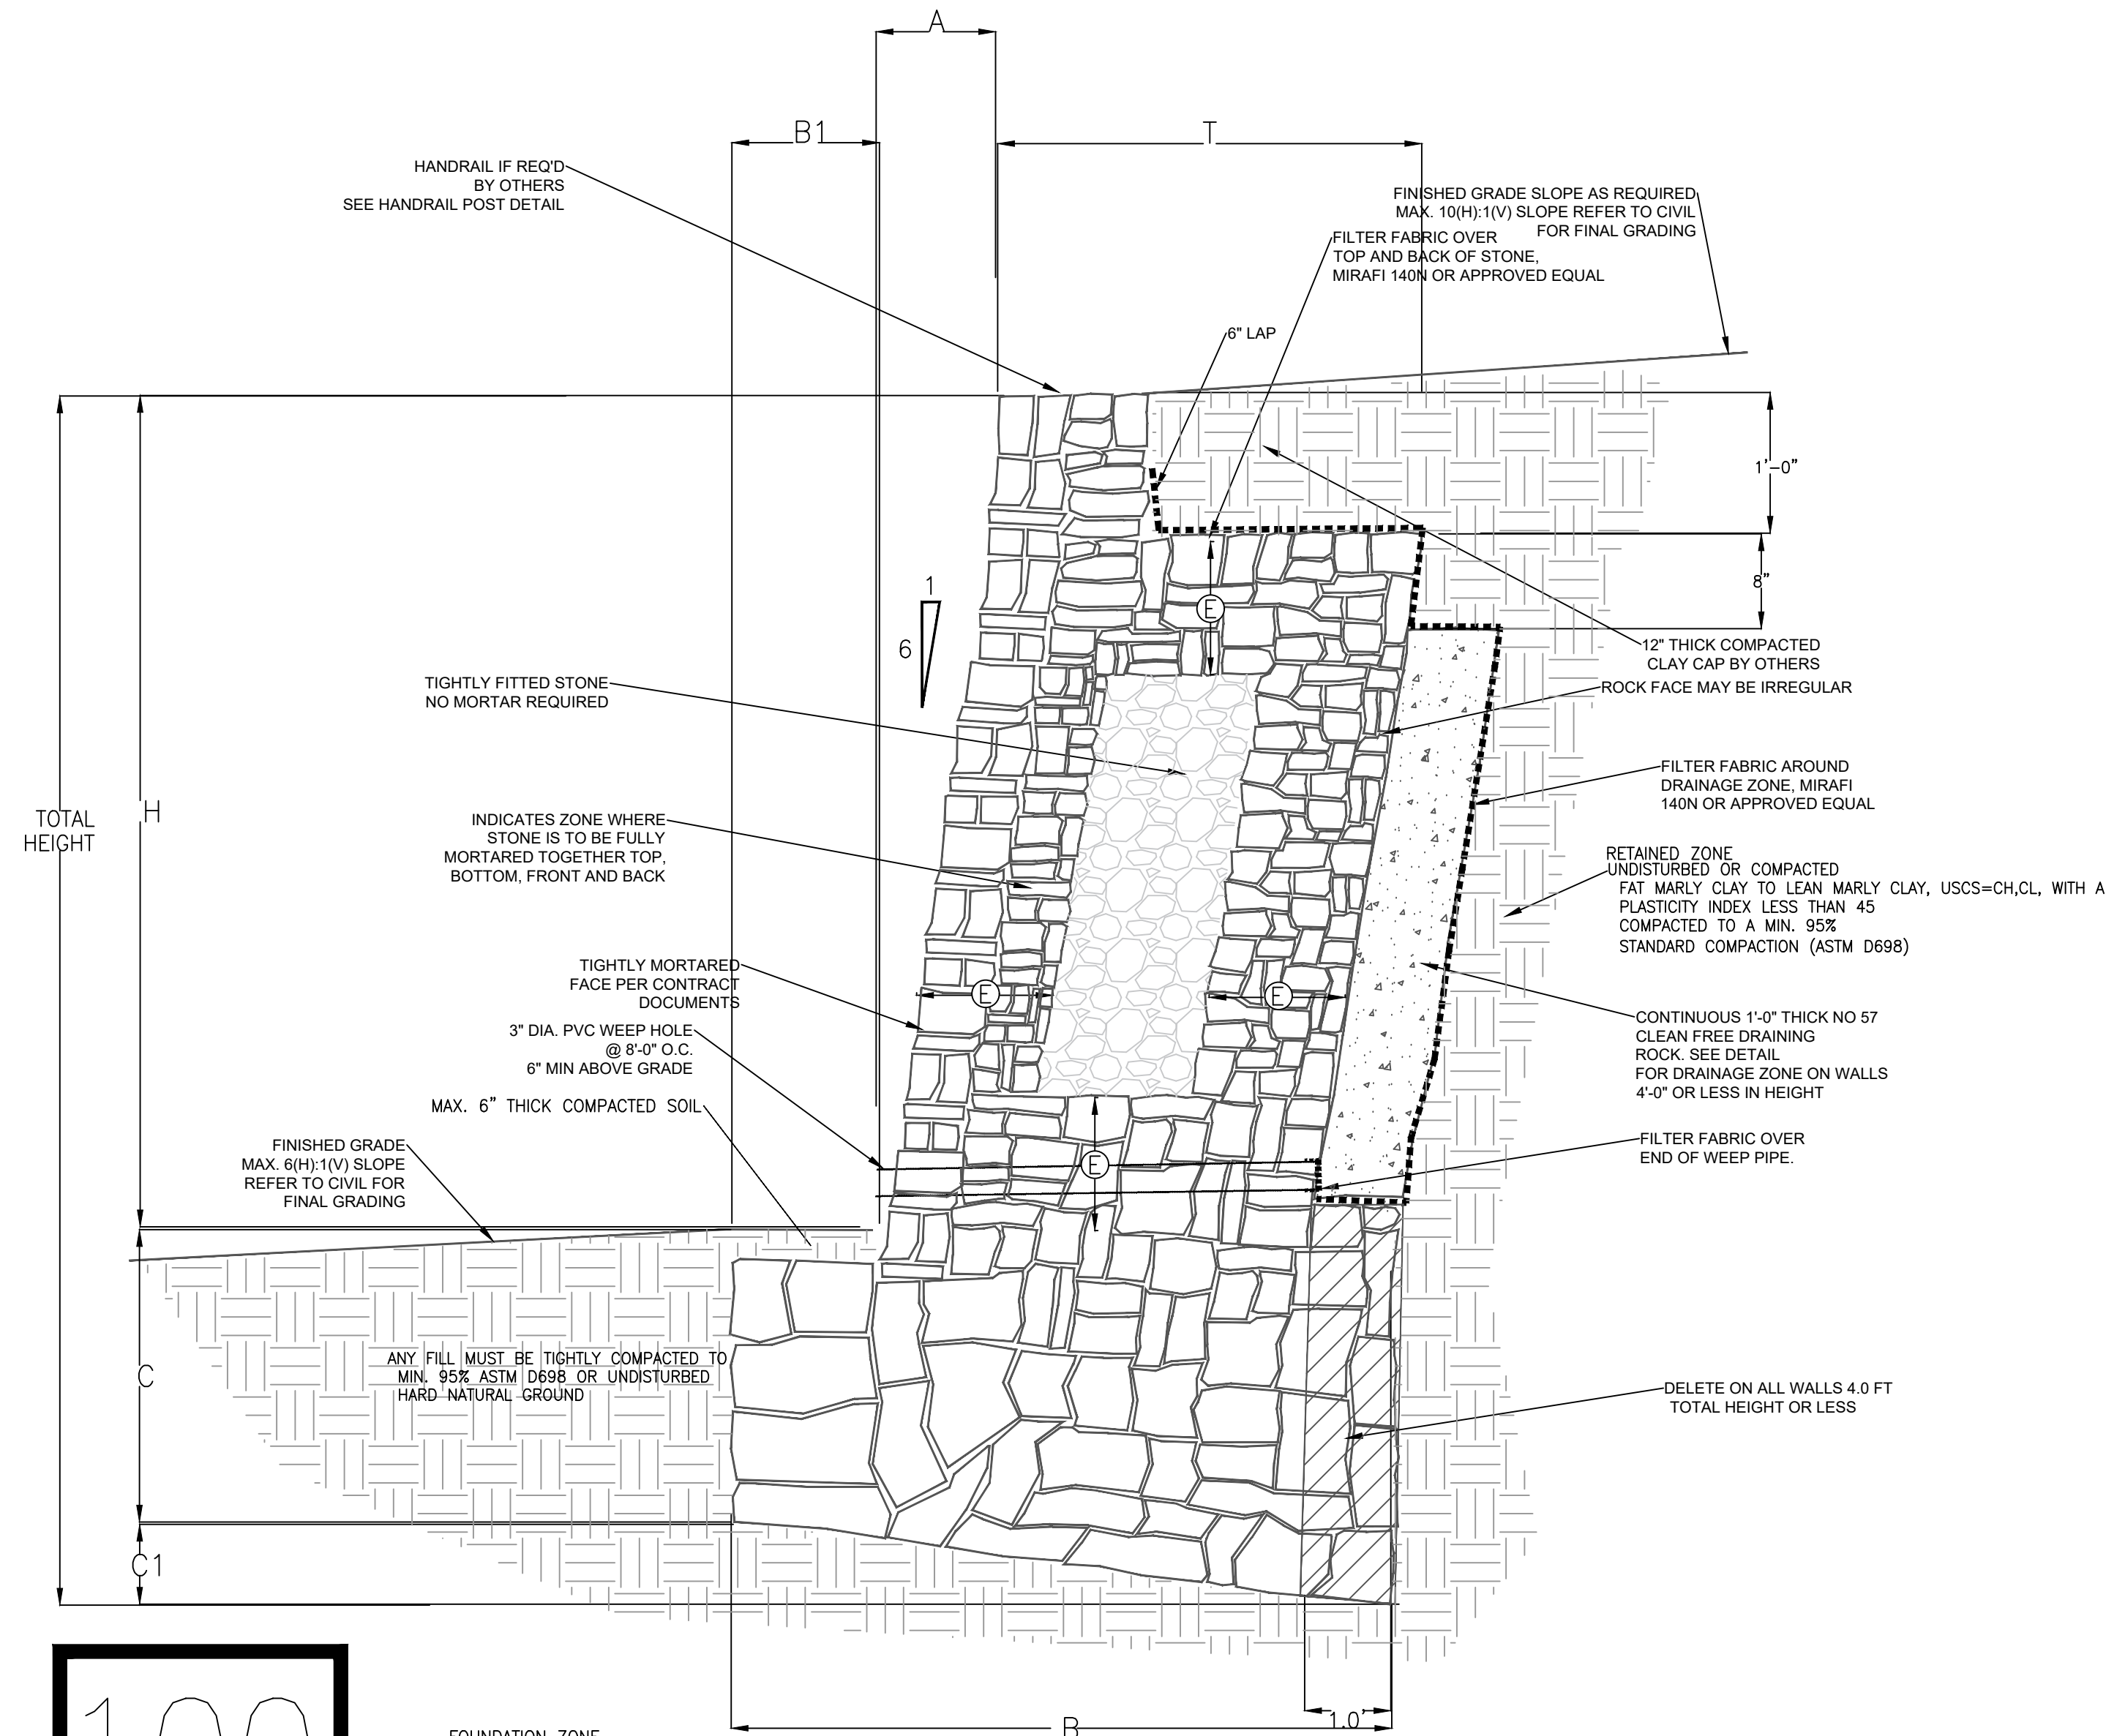 A
B1
T
HANDRAIL IF REQ'D
BY OTHERS
SEE HANDRAIL POST DETAIL
FINISHED GRADE SLOPE AS REQUIRED
MAX. 10(H):1(V) SLOPE REFER TO CIVIL
FOR FINAL GRADING
FILTER FABRIC OVER
TOP AND BACK OF STONE,
MIRAFI 140N OR APPROVED EQUAL
6" LAP
1'-0"
8"
1
6
E
12" THICK COMPACTED
CLAY CAP BY OTHERS
ROCK FACE MAY BE IRREGULAR
TIGHTLY FITTED STONE
NO MORTAR REQUIRED
FILTER FABRIC AROUND
DRAINAGE ZONE, MIRAFI
140N OR APPROVED EQUAL
TOTAL
HEIGHT
H
INDICATES ZONE WHERE
STONE IS TO BE FULLY
MORTARED TOGETHER TOP,
BOTTOM, FRONT AND BACK
RETAINED ZONE
UNDISTURBED OR COMPACTED
FAT MARLY CLAY TO LEAN MARLY CLAY, USCS=CH,CL, WITH A
PLASTICITY INDEX LESS THAN 45
COMPACTED TO A MIN. 95%
STANDARD COMPACTION (ASTM D698)
TIGHTLY MORTARED
FACE PER CONTRACT
DOCUMENTS
E
E
3" DIA. PVC WEEP HOLE
@ 8'-0" O.C.
6" MIN ABOVE GRADE
CONTINUOUS 1'-0" THICK NO 57
CLEAN FREE DRAINING
ROCK. SEE DETAIL
FOR DRAINAGE ZONE ON WALLS
4'-0" OR LESS IN HEIGHT
MAX. 6" THICK COMPACTED SOIL
FINISHED GRADE
MAX. 6(H):1(V) SLOPE
REFER TO CIVIL FOR
FINAL GRADING
E
FILTER FABRIC OVER
END OF WEEP PIPE.
C
ANY FILL MUST BE TIGHTLY COMPACTED TO
MIN. 95% ASTM D698 OR UNDISTURBED
HARD NATURAL GROUND
DELETE ON ALL WALLS 4.0 FT
TOTAL HEIGHT OR LESS
C1
1.0'
B
FOUNDATION ZONE